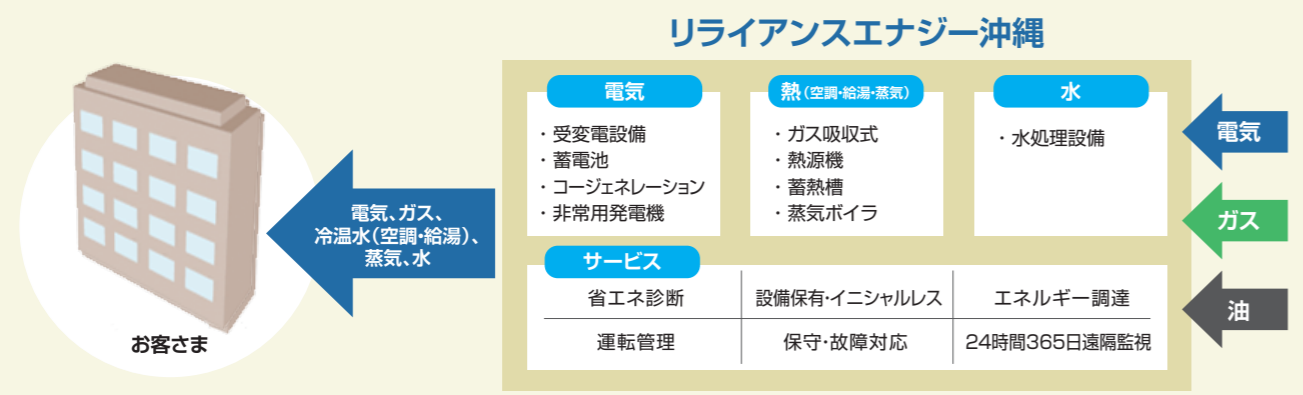 リライアンスエナジー沖縄
電気
・受変電設備
・蓄電池
・コージェネレーション
・非常用発電機
熱(空調・給湯・蒸気)
・ガス吸収式
・熱源機
・蓄熱槽
・蒸気ボイラ
水
・水処理設備
サービス
省エネ診断
設備保有・イニシャルレス
エネルギー調達
運転管理
保守・故障対応
24時間365日遠隔監視
電気
ガス
油
電気、ガス、
冷温水(空調・給湯)、
蒸気、水
お客さま